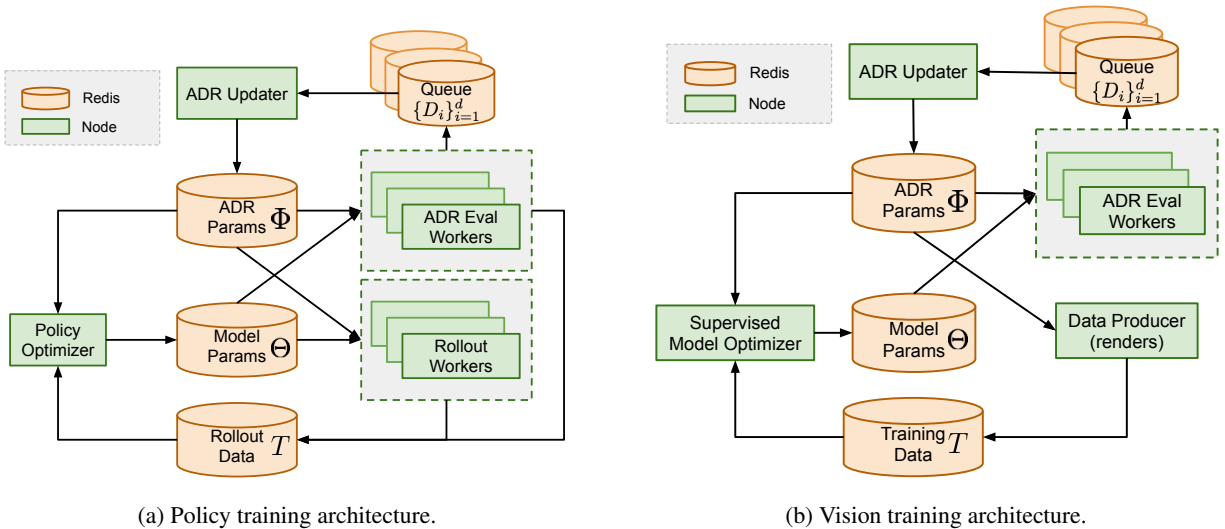 Redis
Node
ADR Updater
Queue
{D_i}^d_{i=1}
ADR
Params Φ
ADR Eval
Workers
Policy
Optimizer
Model
Params Θ
Rollout
Workers
Rollout
Data T
(a) Policy training architecture.
Redis
Node
ADR Updater
Queue
{D_i}^d_{i=1}
ADR
Params Φ
ADR Eval
Workers
Supervised
Model Optimizer
Model
Params Θ
Data Producer
(renders)
Training
Data T
(b) Vision training architecture.